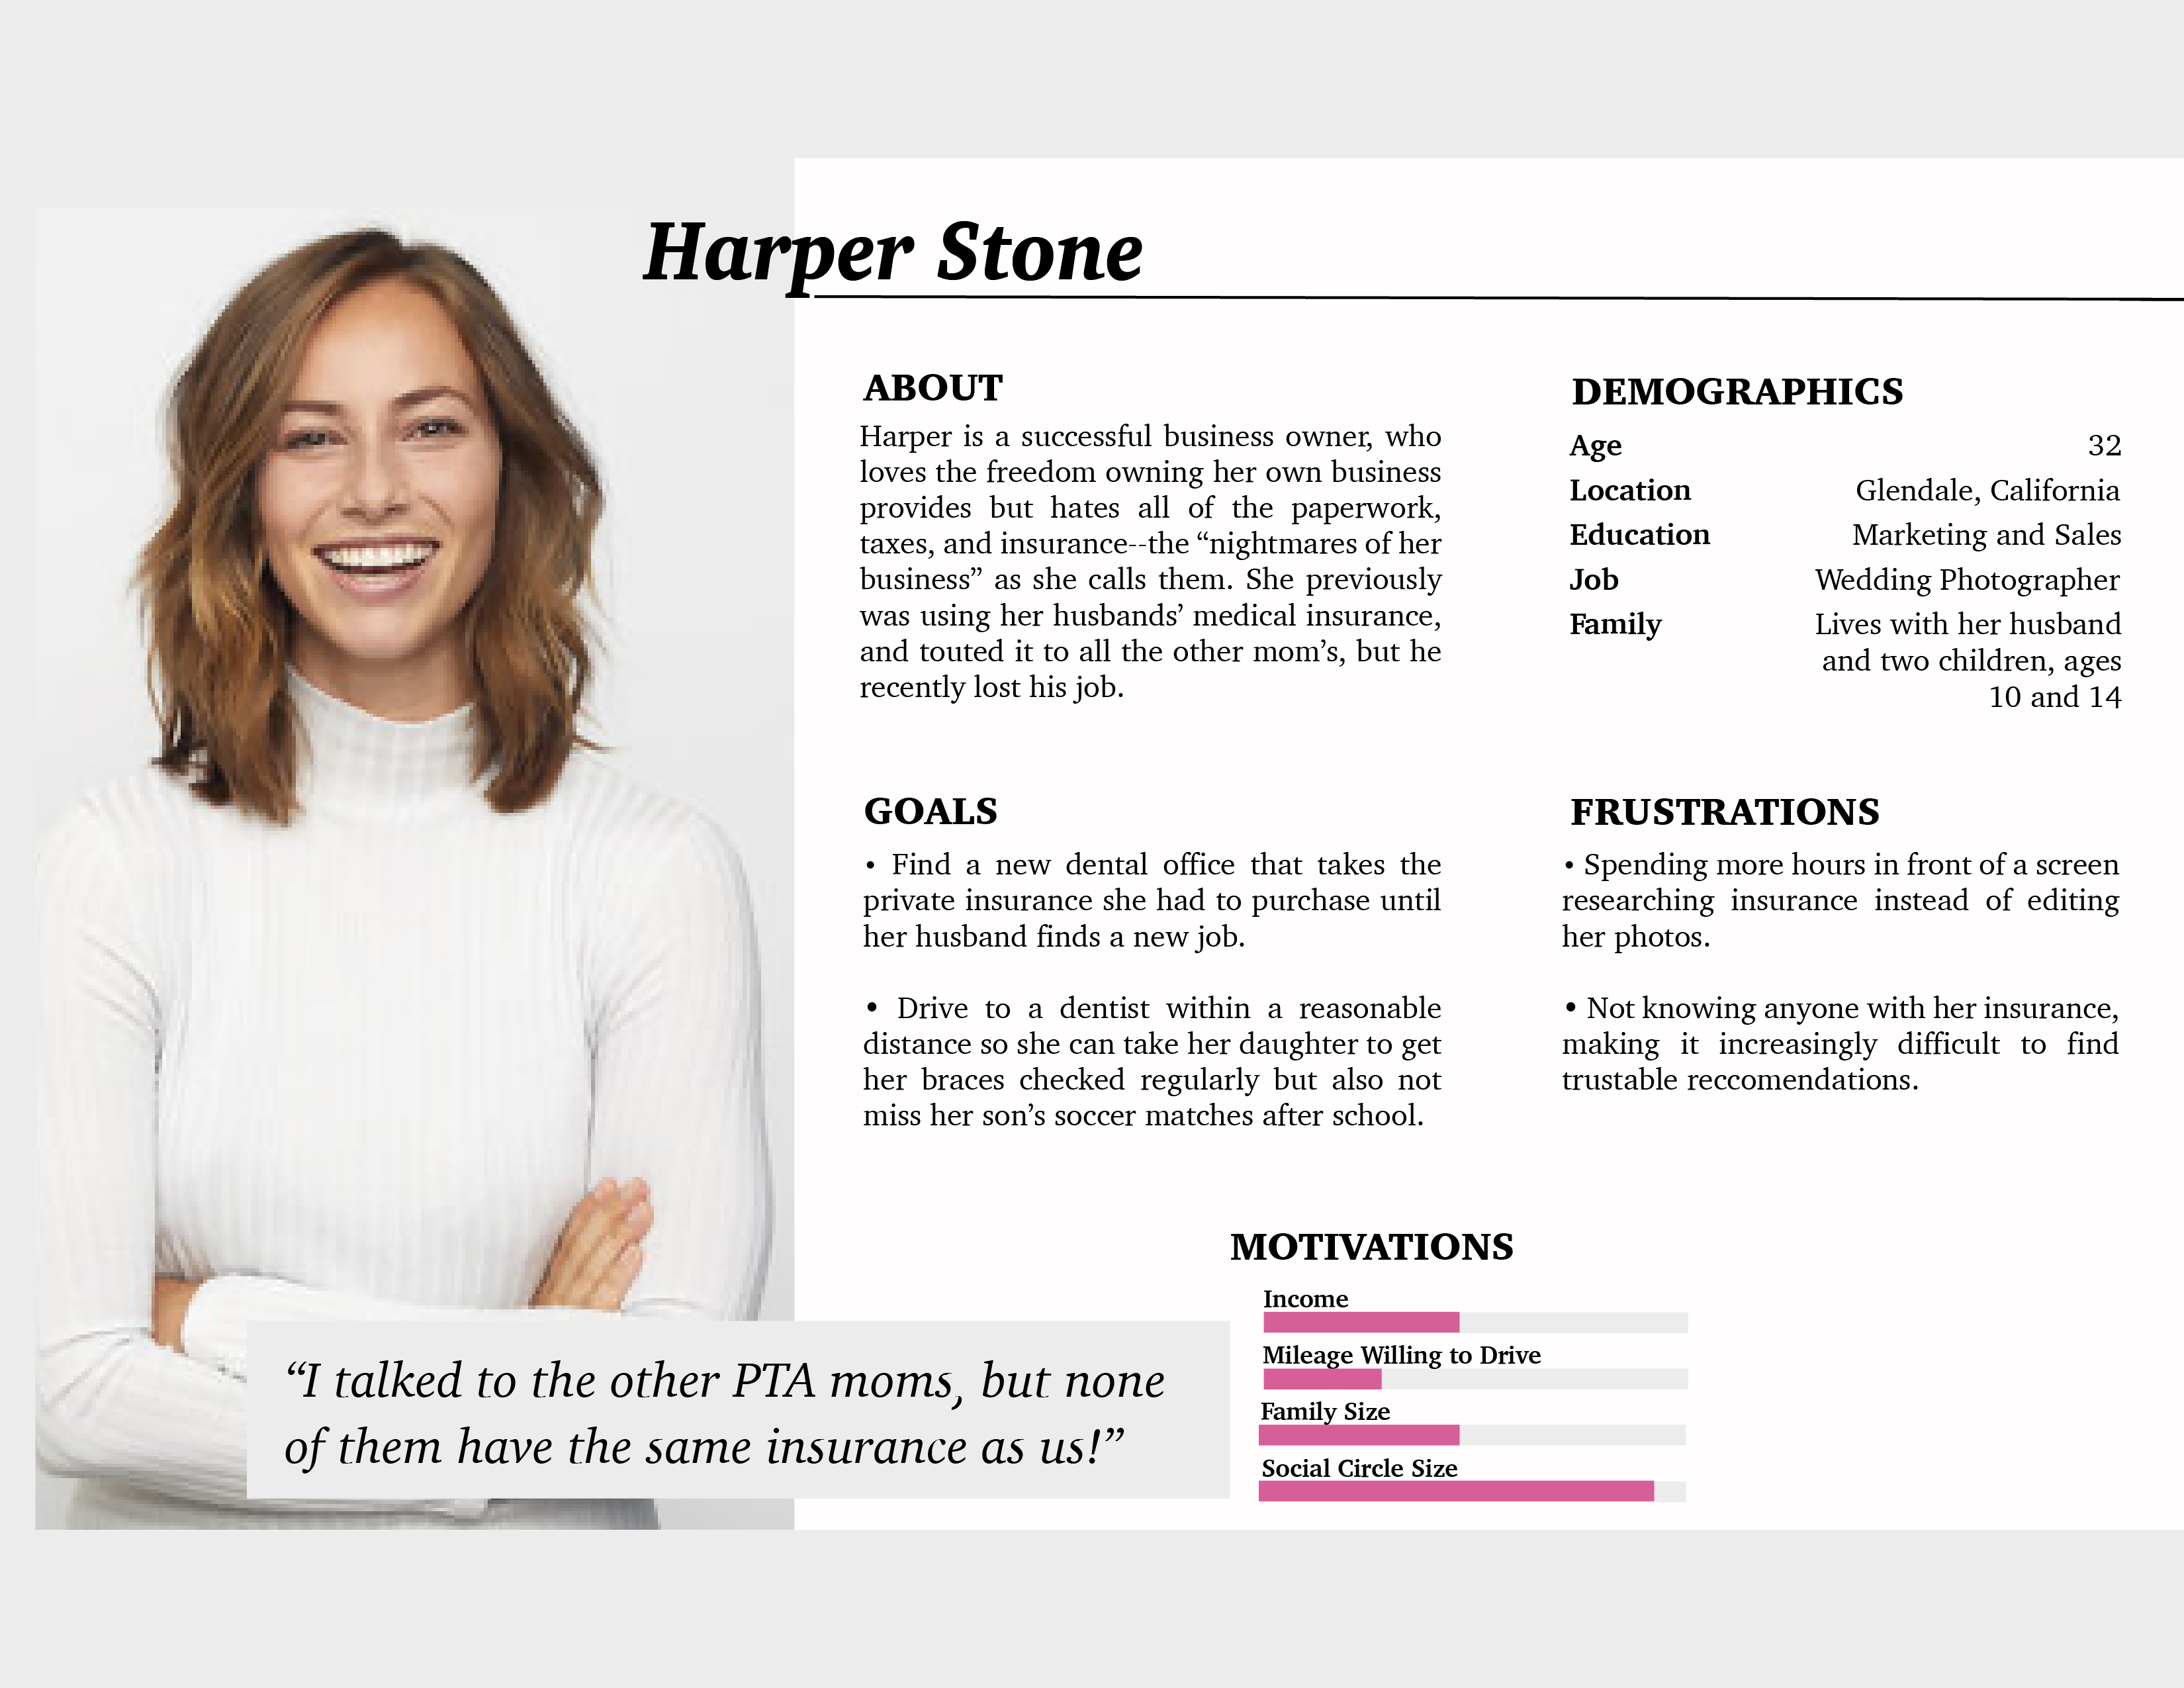 Harper Stone
ABOUT
Harper is a successful business owner, who
loves the freedom owning her own business
provides but hates all of the paperwork,
taxes, and insurance--the “nightmares of her
business” as she calls them. She previously
was using her husbands’ medical insurance,
and touted it to all the other mom’s, but he
recently lost his job.
DEMOGRAPHICS
Age 32
Location Glendale, California
Education Marketing and Sales
Job Wedding Photographer
Family Lives with her husband
and two children, ages
10 and 14
GOALS
• Find a new dental office that takes the
private insurance she had to purchase until
her husband finds a new job.
• Drive to a dentist within a reasonable
distance so she can take her daughter to get
her braces checked regularly but also not
miss her son’s soccer matches after school.
FRUSTRATIONS
• Spending more hours in front of a screen
researching insurance instead of editing
her photos.
• Not knowing anyone with her insurance,
making it increasingly difficult to find
trustable reccomendations.
“I talked to the other PTA moms, but none
of them have the same insurance as us!”
MOTIVATIONS
Income
Mileage Willing to Drive
Family Size
Social Circle Size